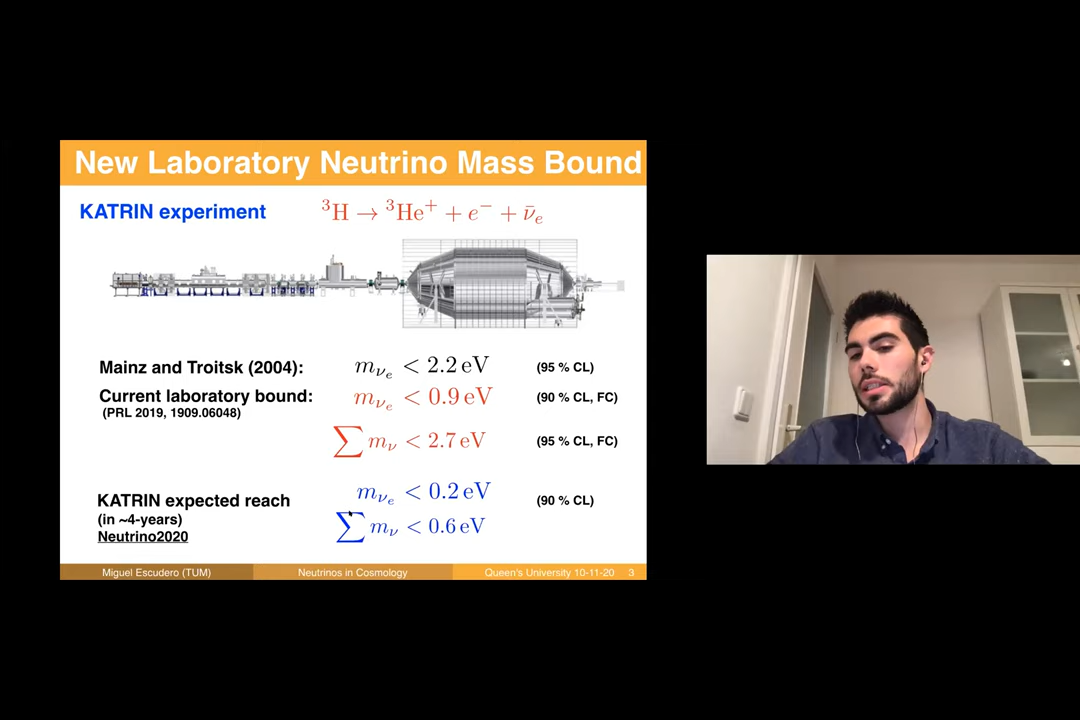 New Laboratory Neutrino Mass Bound
KATRIN experiment ³H → ³He⁺ + e⁻ + ν̄ₑ
Mainz and Troitsk (2004): m_νₑ < 2.2 eV (95 % CL)
Current laboratory bound: m_νₑ < 0.9 eV (90 % CL, FC)
(PRL 2019, 1909.06048)
∑ m_ν < 2.7 eV (95 % CL, FC)
KATRIN expected reach m_νₑ < 0.2 eV (90 % CL)
(in ~4-years) ∑ m_ν < 0.6 eV
Neutrino2020
Miguel Escudero (TUM) Neutrinos in Cosmology Queen's University 10-11-20 3